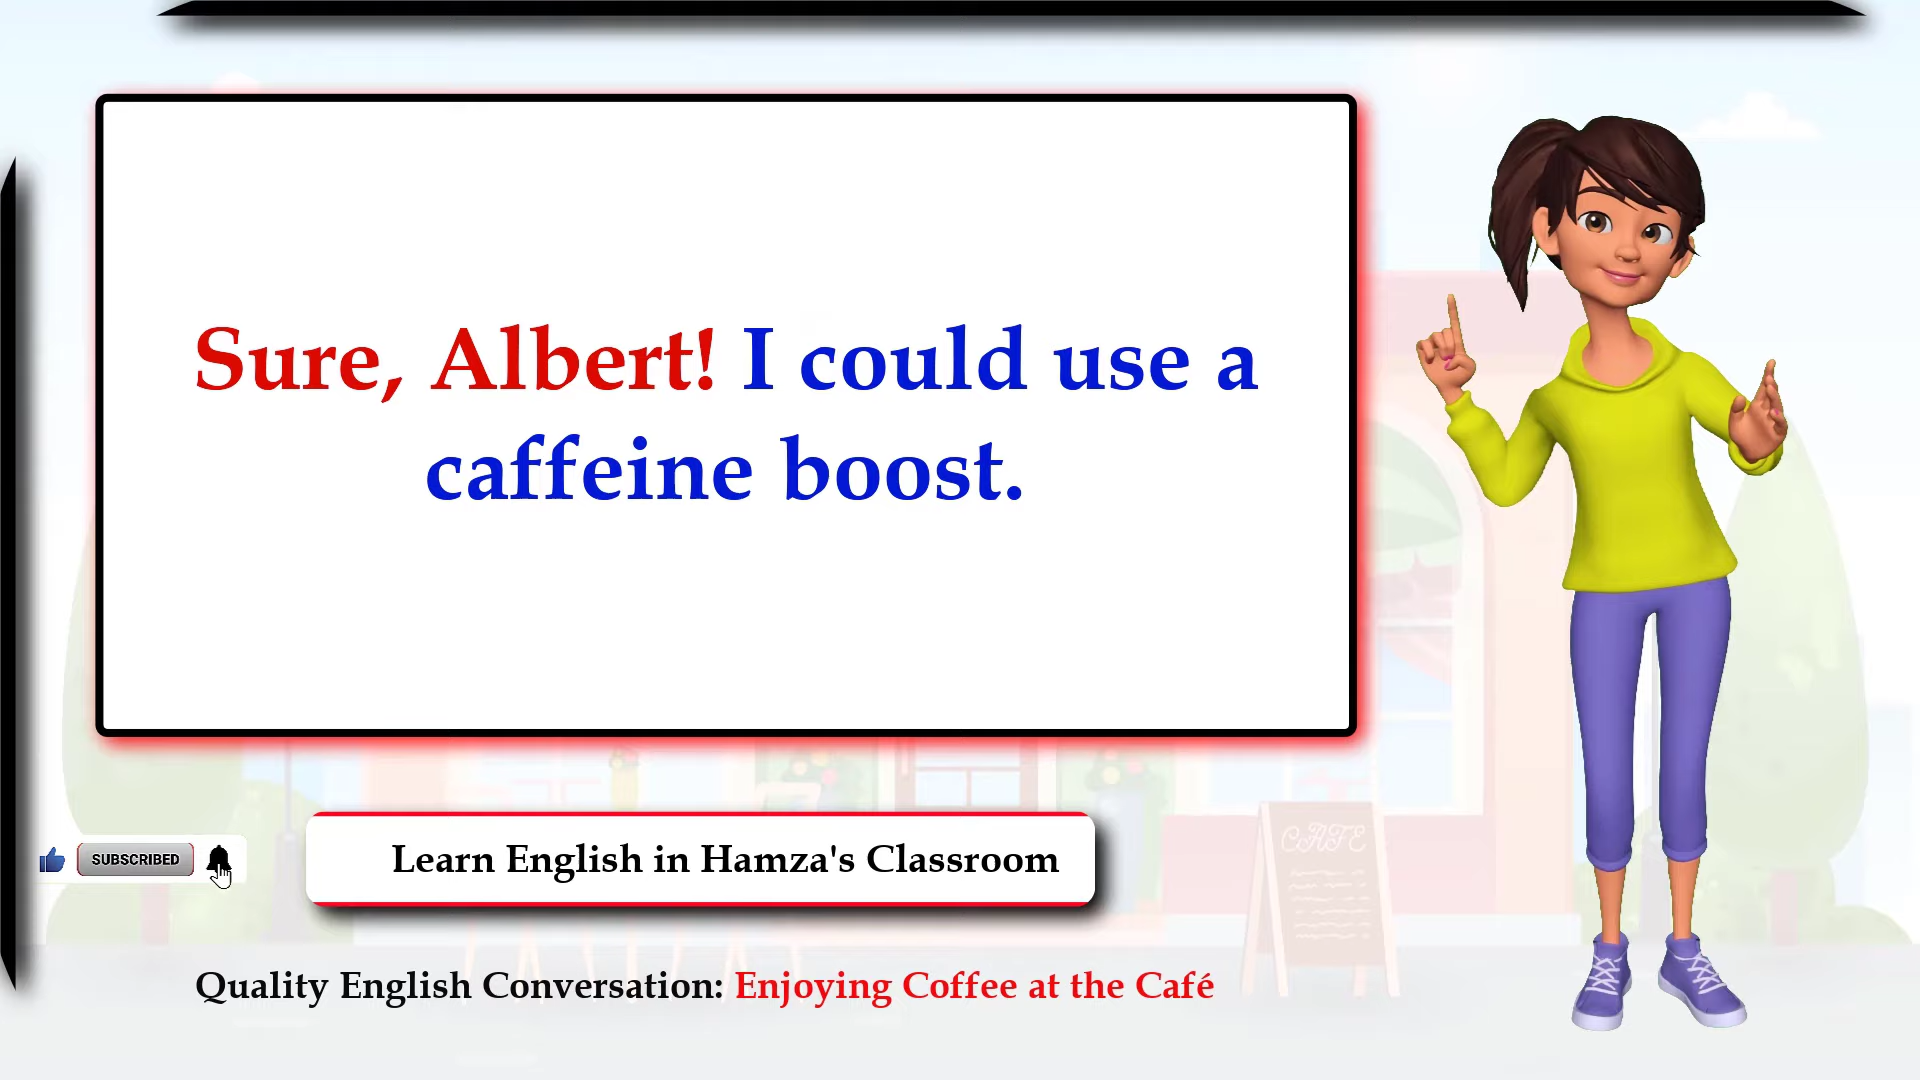 Sure, Albert! I could use a
caffeine boost.
SUBSCRIBED
Learn English in Hamza's Classroom
CAFE
Quality English Conversation: Enjoying Coffee at the Café